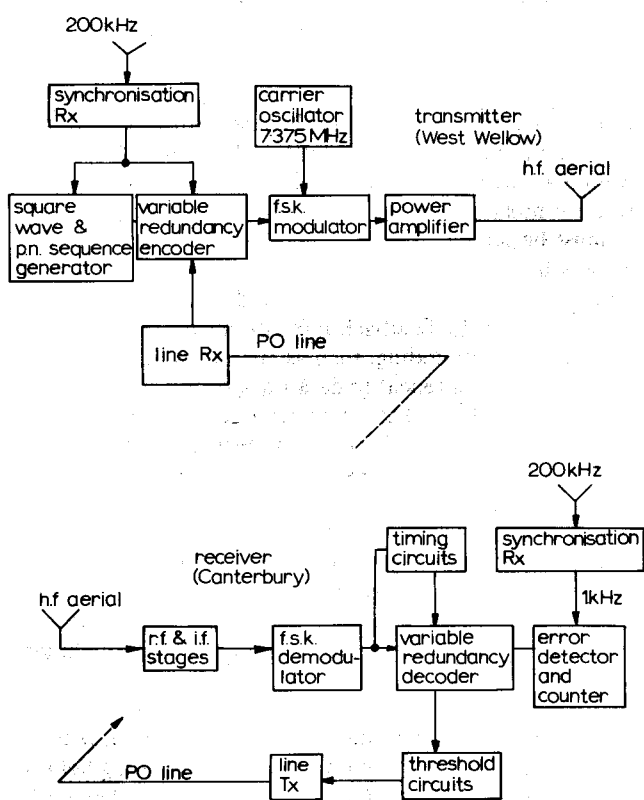 200kHz
synchronisation
Rx
carrier
oscillator
7·375 MHz
transmitter
(West Wellow)
h.f. aerial
square
wave &
p.n. sequence
generator
variable
redundancy
encoder
f.s.k.
modulator
power
amplifier
line Rx
PO line
200kHz
receiver
(Canterbury)
timing
circuits
synchronisation
Rx
h.f aerial
1kHz
r.f. & i.f.
stages
f.s.k.
demodu-
lator
variable
redundancy
decoder
error
detector
and
counter
PO line
line
Tx
threshold
circuits